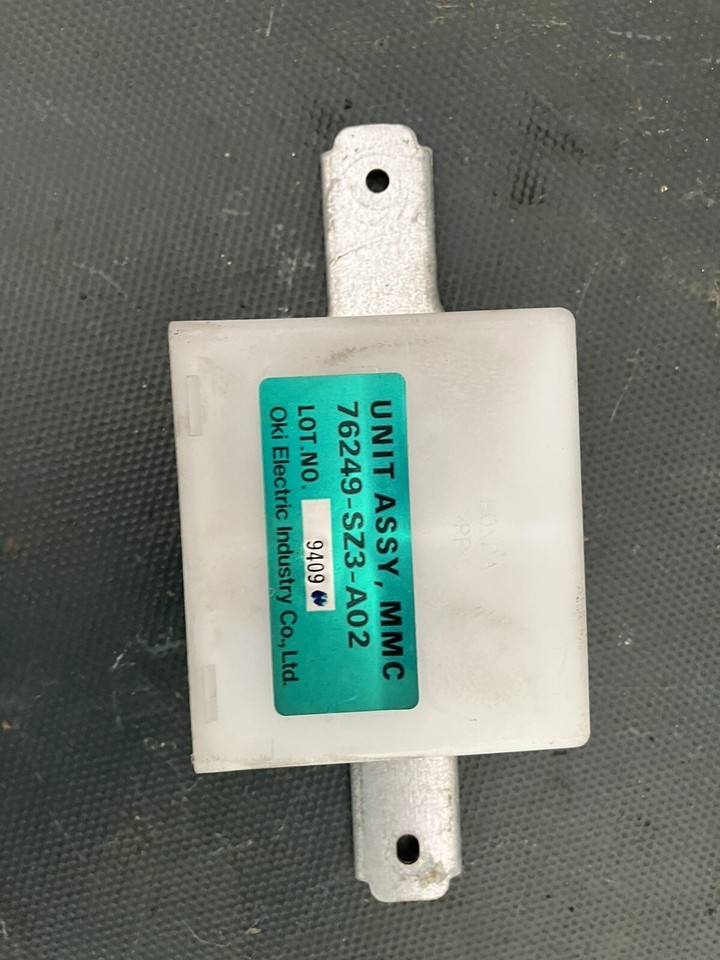 UNIT ASSY, MMC
76249-SZ3-A02
LOT.NO. 9409
Oki Electric Industry Co., Ltd.